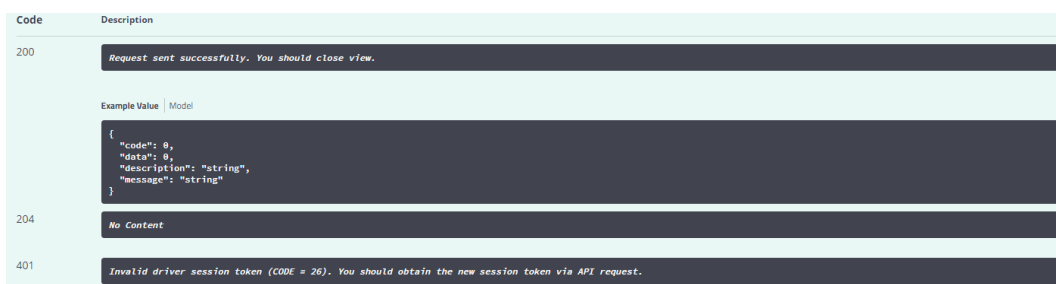 Code Description
200 Request sent successfully. You should close view.
Example Value Model
{
"code": 0,
"data": 0,
"description": "string",
"message": "string"
}
204 No Content
401 Invalid driver session token (CODE = 26). You should obtain the new session token via API request.